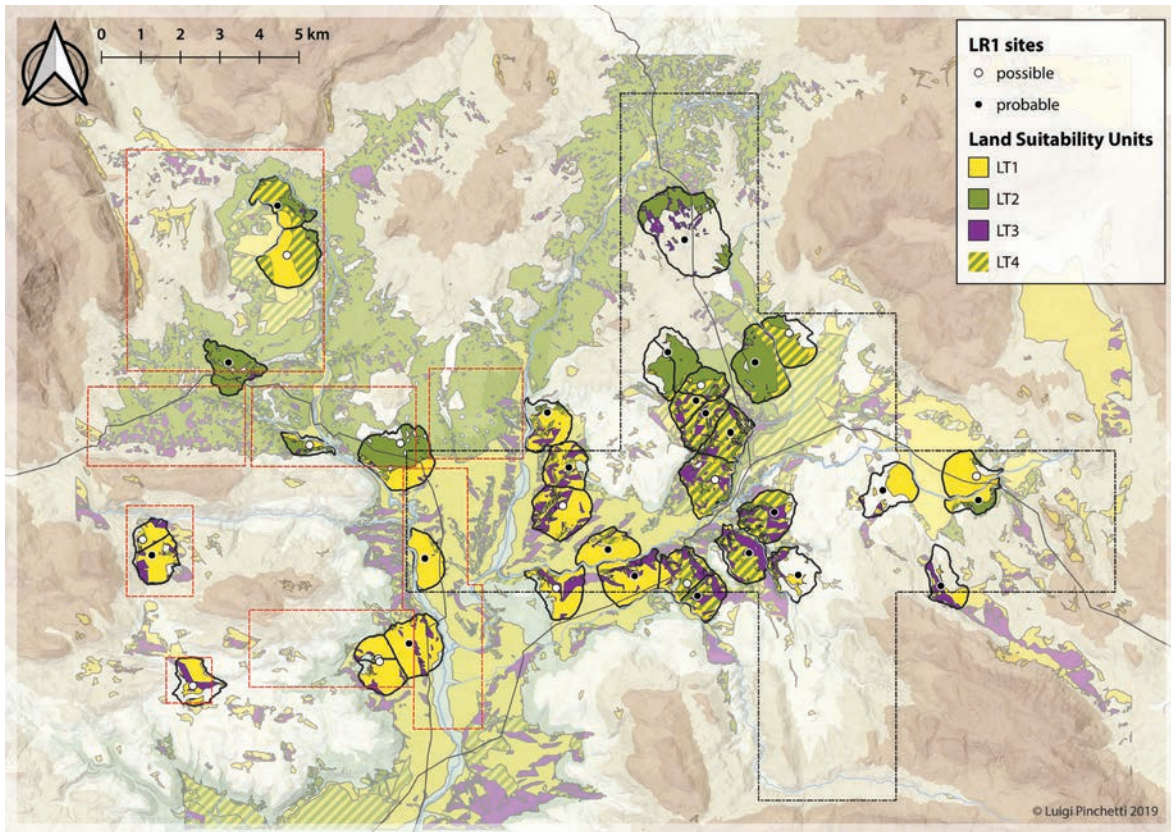 0 1 2 3 4 5 km
LR1 sites
possible
probable
Land Suitability Units
LT1
LT2
LT3
LT4
© Luigi Pinchetti 2019